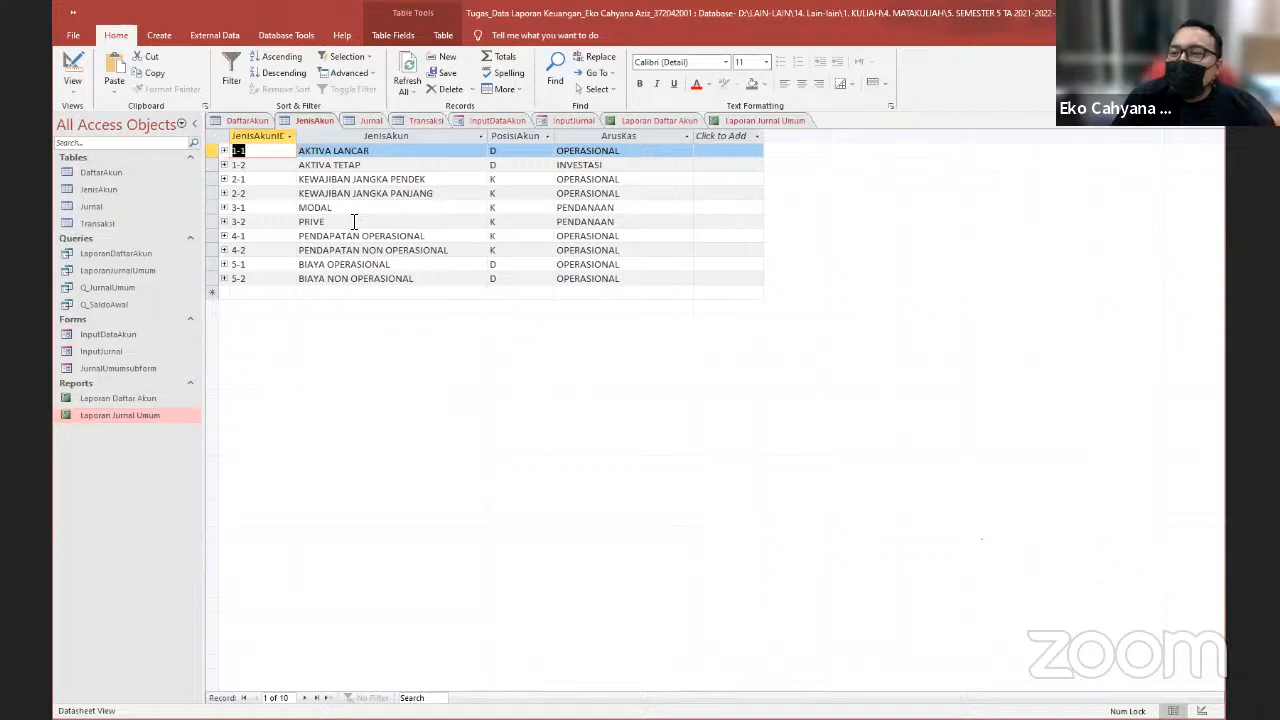 Table Tools
Tugas_Data Laporan Keuangan_Eko Cahyana Aziz_372042001 : Database- D:\LAIN-LAIN\14. Lain-lain\1. KULIAH\4. MATAKULIAH\5. SEMESTER 5 TA 2021-2022-
File Home Create External Data Database Tools Help Table Fields Table Tell me what you want to do
View Views
Paste Cut Copy Format Painter Clipboard
Filter Ascending Descending Remove Sort Selection Advanced Toggle Filter Sort & Filter
Refresh All New Save Delete Totals Spelling More Records
Find Replace Go To Select Find
Calibri (Detail) 11 B I U A Text Formatting
Eko Cahyana ...
All Access Objects
Search...
Tables
DaftarAkun
JenisAkun
Jurnal
Transaksi
Queries
LaporanDaftarAkun
LaporanJurnalUmum
Q_JurnalUmum
Q_SaldoAwal
Forms
InputDataAkun
InputJurnal
JurnalUmumsubform
Reports
Laporan Daftar Akun
Laporan Jurnal Umum
DaftarAkun JenisAkun Jurnal Transaksi InputDataAkun InputJurnal Laporan Daftar Akun Laporan Jurnal Umum
JenisAkunIE JenisAkun PosisiAkun ArusKas Click to Add
1-1 AKTIVA LANCAR D OPERASIONAL
1-2 AKTIVA TETAP D INVESTASI
2-1 KEWAJIBAN JANGKA PENDEK K OPERASIONAL
2-2 KEWAJIBAN JANGKA PANJANG K OPERASIONAL
3-1 MODAL K PENDANAAN
3-2 PRIVE K PENDANAAN
4-1 PENDAPATAN OPERASIONAL K OPERASIONAL
4-2 PENDAPATAN NON OPERASIONAL K OPERASIONAL
5-1 BIAYA OPERASIONAL D OPERASIONAL
5-2 BIAYA NON OPERASIONAL D OPERASIONAL
zoom
Record: 1 of 10 No Filter Search
Datasheet View Num Lock